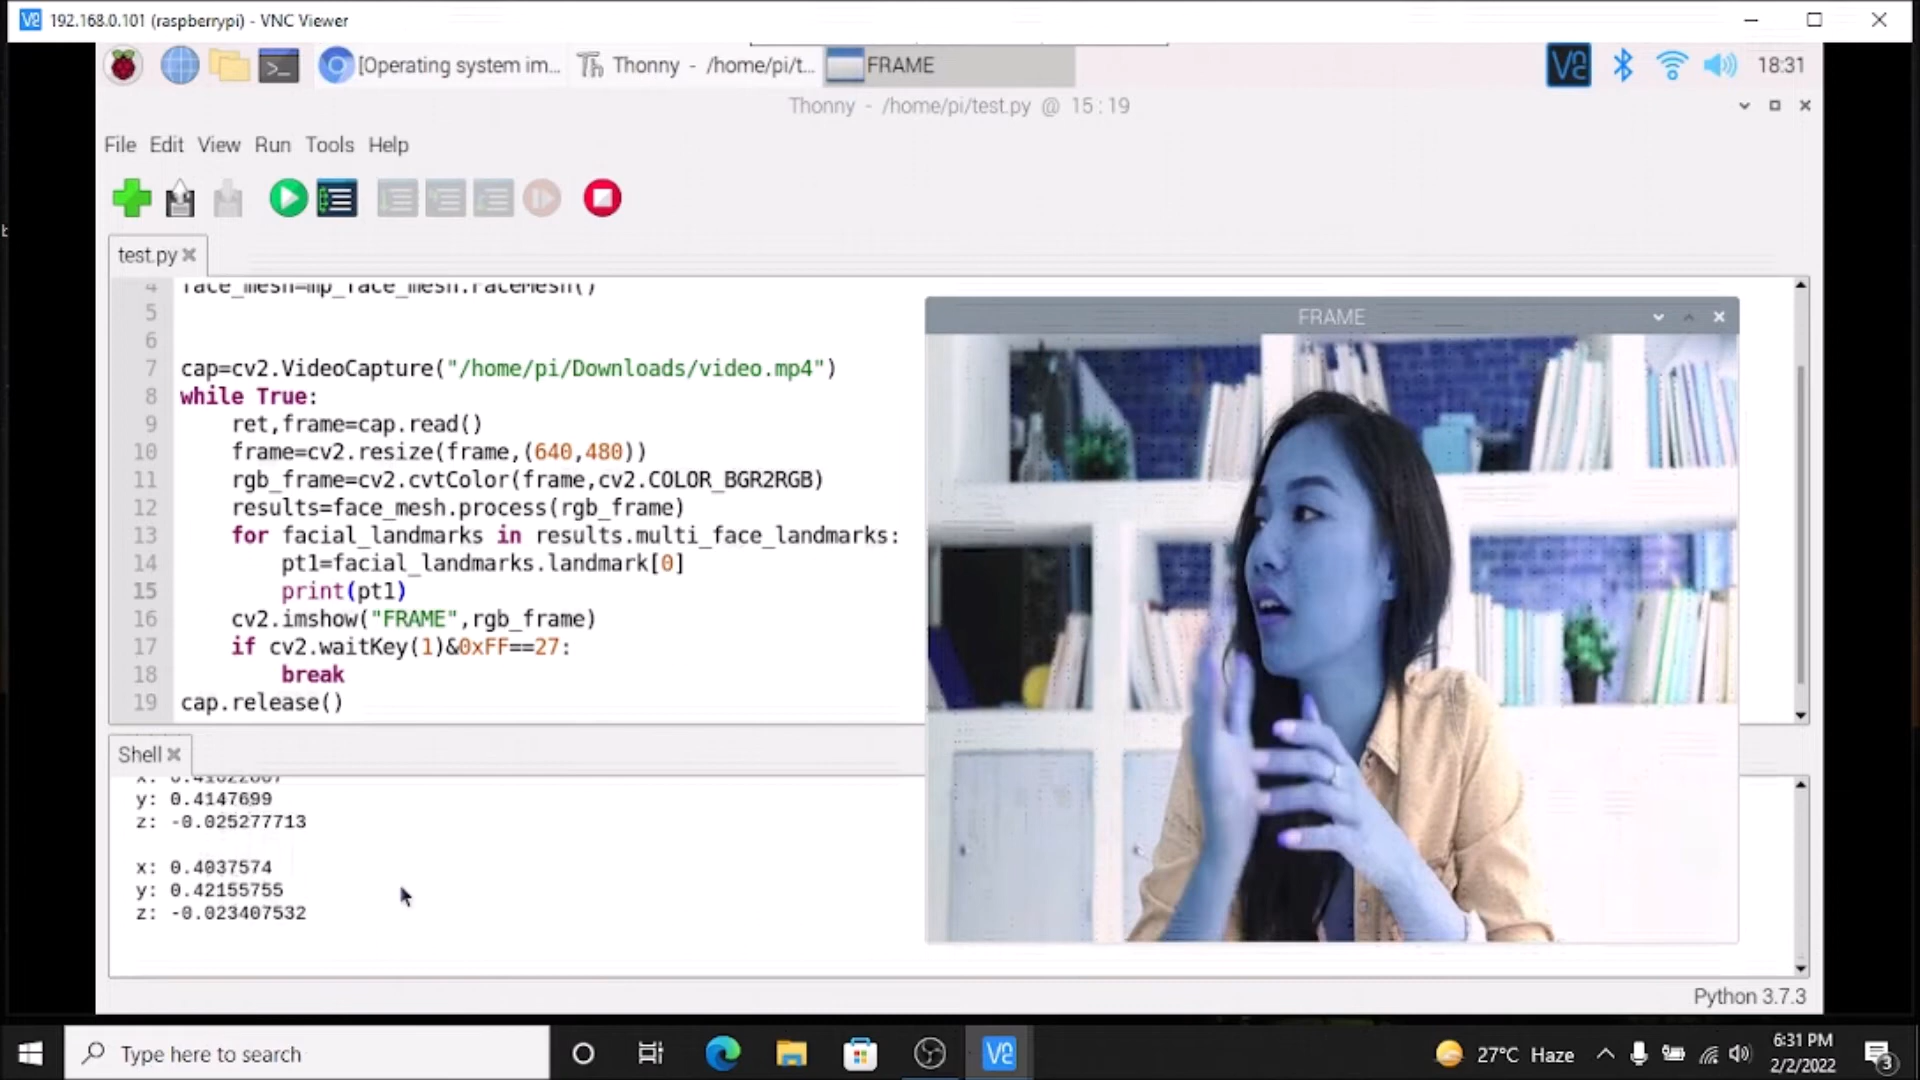 192.168.0.101 (raspberrypi) - VNC Viewer
[Operating system im...
Thonny - /home/pi/t...
FRAME
18:31
Thonny - /home/pi/test.py @ 15:19
File Edit View Run Tools Help
test.py
4 face_mesh=mp_face_mesh.FaceMesh()
5
6
7 cap=cv2.VideoCapture("/home/pi/Downloads/video.mp4")
8 while True:
9 ret,frame=cap.read()
10 frame=cv2.resize(frame,(640,480))
11 rgb_frame=cv2.cvtColor(frame,cv2.COLOR_BGR2RGB)
12 results=face_mesh.process(rgb_frame)
13 for facial_landmarks in results.multi_face_landmarks:
14 pt1=facial_landmarks.landmark[0]
15 print(pt1)
16 cv2.imshow("FRAME",rgb_frame)
17 if cv2.waitKey(1)&0xFF==27:
18 break
19 cap.release()
FRAME
Shell
y: 0.4147699
z: -0.025277713
x: 0.4037574
y: 0.42155755
z: -0.023407532
Python 3.7.3
Type here to search
27°C Haze
6:31 PM
2/2/2022
3